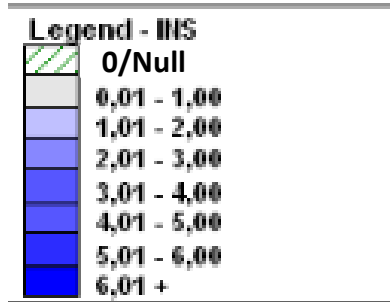 Legend - INS
0/Null
0,01 - 1,00
1,01 - 2,00
2,01 - 3,00
3,01 - 4,00
4,01 - 5,00
5,01 - 6,00
6,01 +